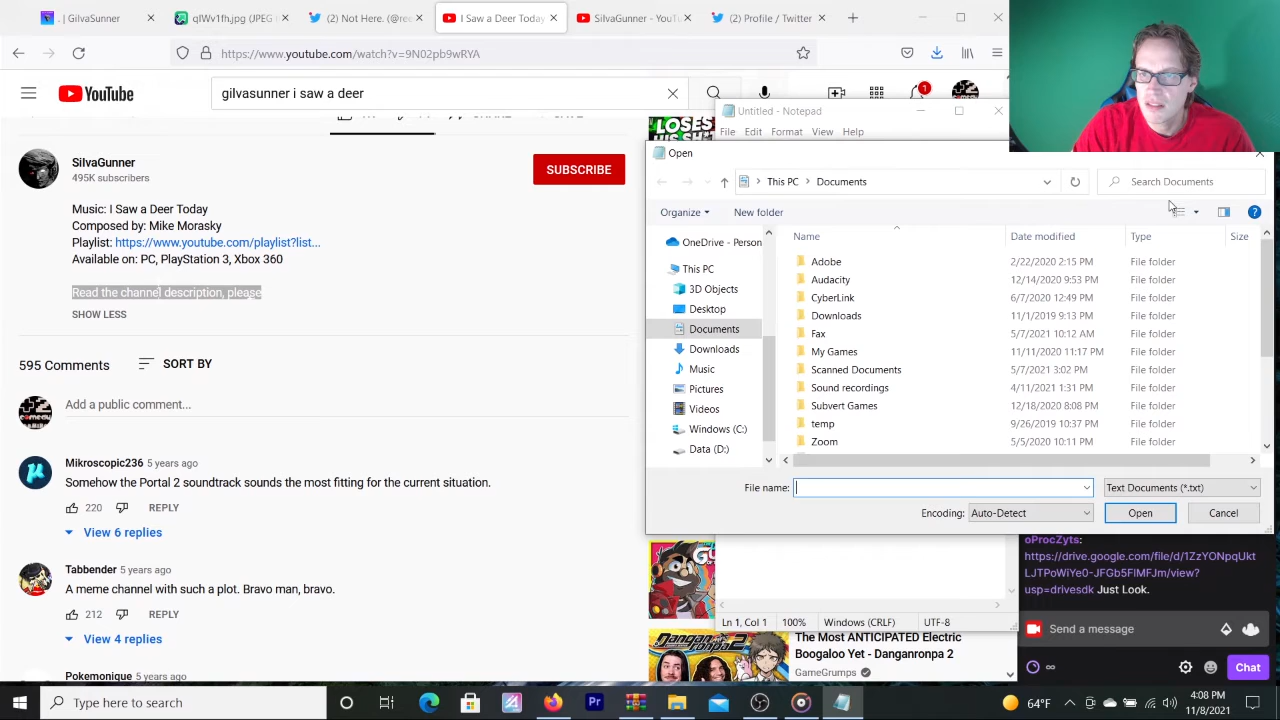 . Gilvasunner
qIWv1fh.jpg (JPEG
(2) Not Here. (@rec
I Saw a Deer Today
SilvaGunner - YouT
(2) Profile / Twitter
https://www.youtube.com/watch?v=9N02pb9wRYA
YouTube
gilvasunner i saw a deer
1
Untitled - Notepad
File Edit Format View Help
LOSES
SilvaGunner
495K subscribers
SUBSCRIBE
Music: I Saw a Deer Today
Composed by: Mike Morasky
Playlist: https://www.youtube.com/playlist?list...
Available on: PC, PlayStation 3, Xbox 360
Read the channel description, please
SHOW LESS
595 Comments
SORT BY
Add a public comment...
Mikroscopic236 5 years ago
Somehow the Portal 2 soundtrack sounds the most fitting for the current situation.
220 REPLY
View 6 replies
Tabbender 5 years ago
A meme channel with such a plot. Bravo man, bravo.
212 REPLY
View 4 replies
Pokemonique 5 years ago
Open
This PC > Documents
Search Documents
Organize
New folder
OneDrive - Person
This PC
3D Objects
Desktop
Documents
Downloads
Music
Pictures
Videos
Windows (C:)
Data (D:)
Name Date modified Type Size
Adobe 2/22/2020 2:15 PM File folder
Audacity 12/14/2020 9:53 PM File folder
CyberLink 6/7/2020 12:49 PM File folder
Downloads 11/1/2019 9:13 PM File folder
Fax 5/7/2021 10:12 AM File folder
My Games 11/11/2020 11:17 PM File folder
Scanned Documents 5/7/2021 3:02 PM File folder
Sound recordings 4/11/2021 1:31 PM File folder
Subvert Games 12/18/2020 8:08 PM File folder
temp 9/26/2019 10:37 PM File folder
Zoom 5/5/2020 10:11 PM File folder
File name:
Text Documents (*.txt)
Encoding: Auto-Detect
Open
Cancel
Ln 1, Col 1 100% Windows (CRLF) UTF-8
The Most ANTICIPATED Electric
Boogaloo Yet - Danganronpa 2
GameGrumps
oProcZyts:
https://drive.google.com/file/d/1ZzYONpqUkt
LJTPoWiYe0-JFGb5FlMFJm/view?
usp=drivesdk Just Look.
Send a message
Chat
Type here to search
64°F
4:08 PM
11/8/2021